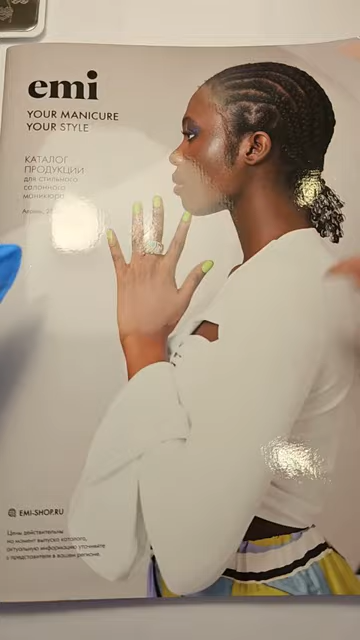 emi
YOUR MANICURE
YOUR STYLE
КАТАЛОГ
ПРОДУКЦИИ
для стильного
салонного
маникюра
EMI-SHOP.RU
Цены действительны
на момент выпуска каталога,
актуальную информацию уточняйте
у представителя в вашем регионе.